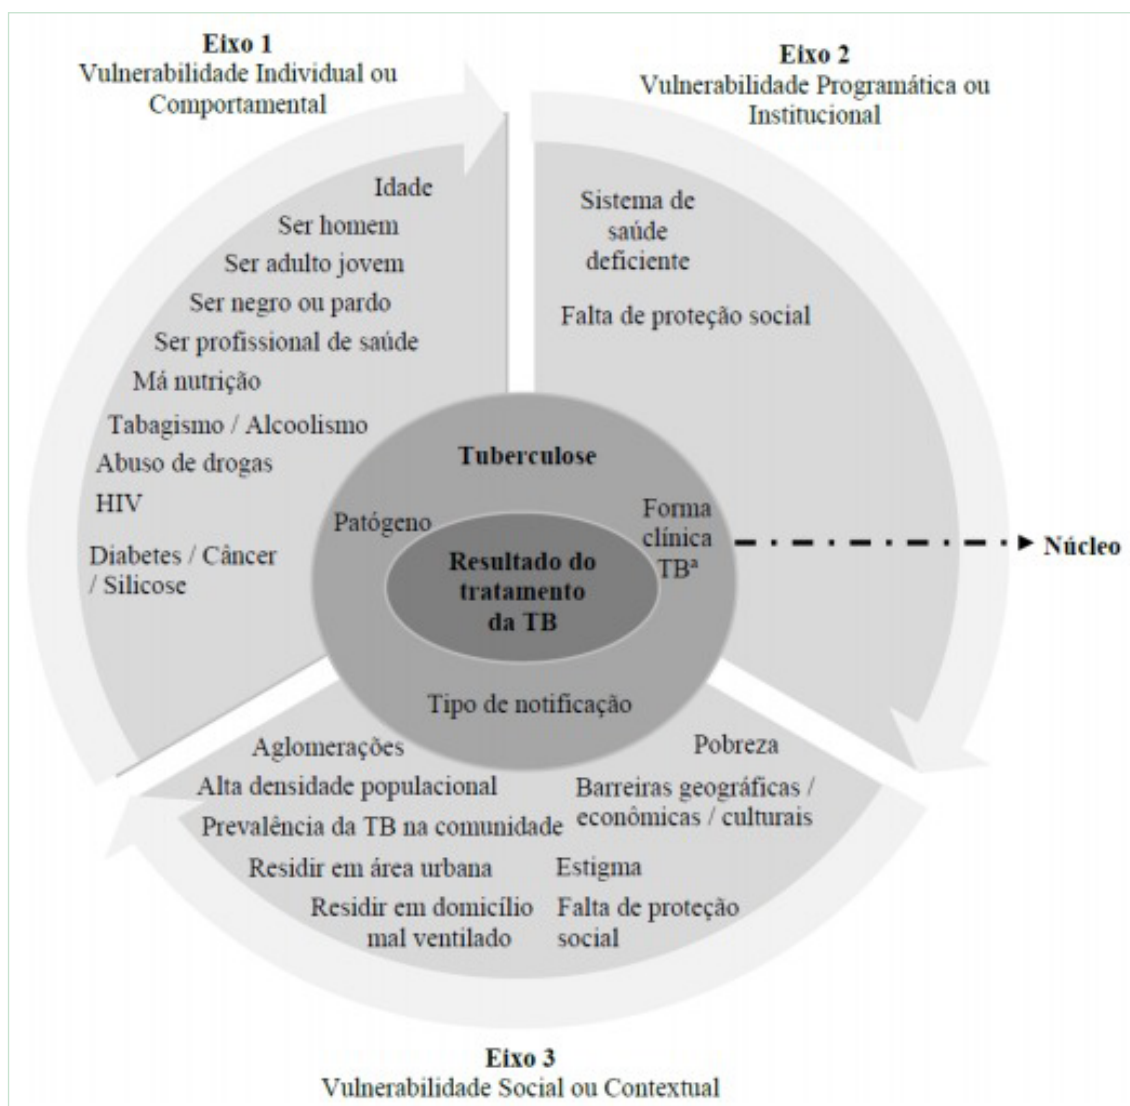 Eixo 1
Vulnerabilidade Individual ou
Comportamental
Eixo 2
Vulnerabilidade Programática ou
Institucional
Idade
Ser homem
Ser adulto jovem
Ser negro ou pardo
Ser profissional de saúde
Má nutrição
Tabagismo / Alcoolismo
Abuso de drogas
HIV
Diabetes / Câncer
/ Silicose
Sistema de
saúde
deficiente
Falta de proteção social
Tuberculose
Patógeno
Forma
clínica
TBª
Resultado do
tratamento
da TB
Tipo de notificação
Núcleo
Aglomerações
Alta densidade populacional
Prevalência da TB na comunidade
Residir em área urbana
Residir em domicílio
mal ventilado
Pobreza
Barreiras geográficas /
econômicas / culturais
Estigma
Falta de proteção
social
Eixo 3
Vulnerabilidade Social ou Contextual